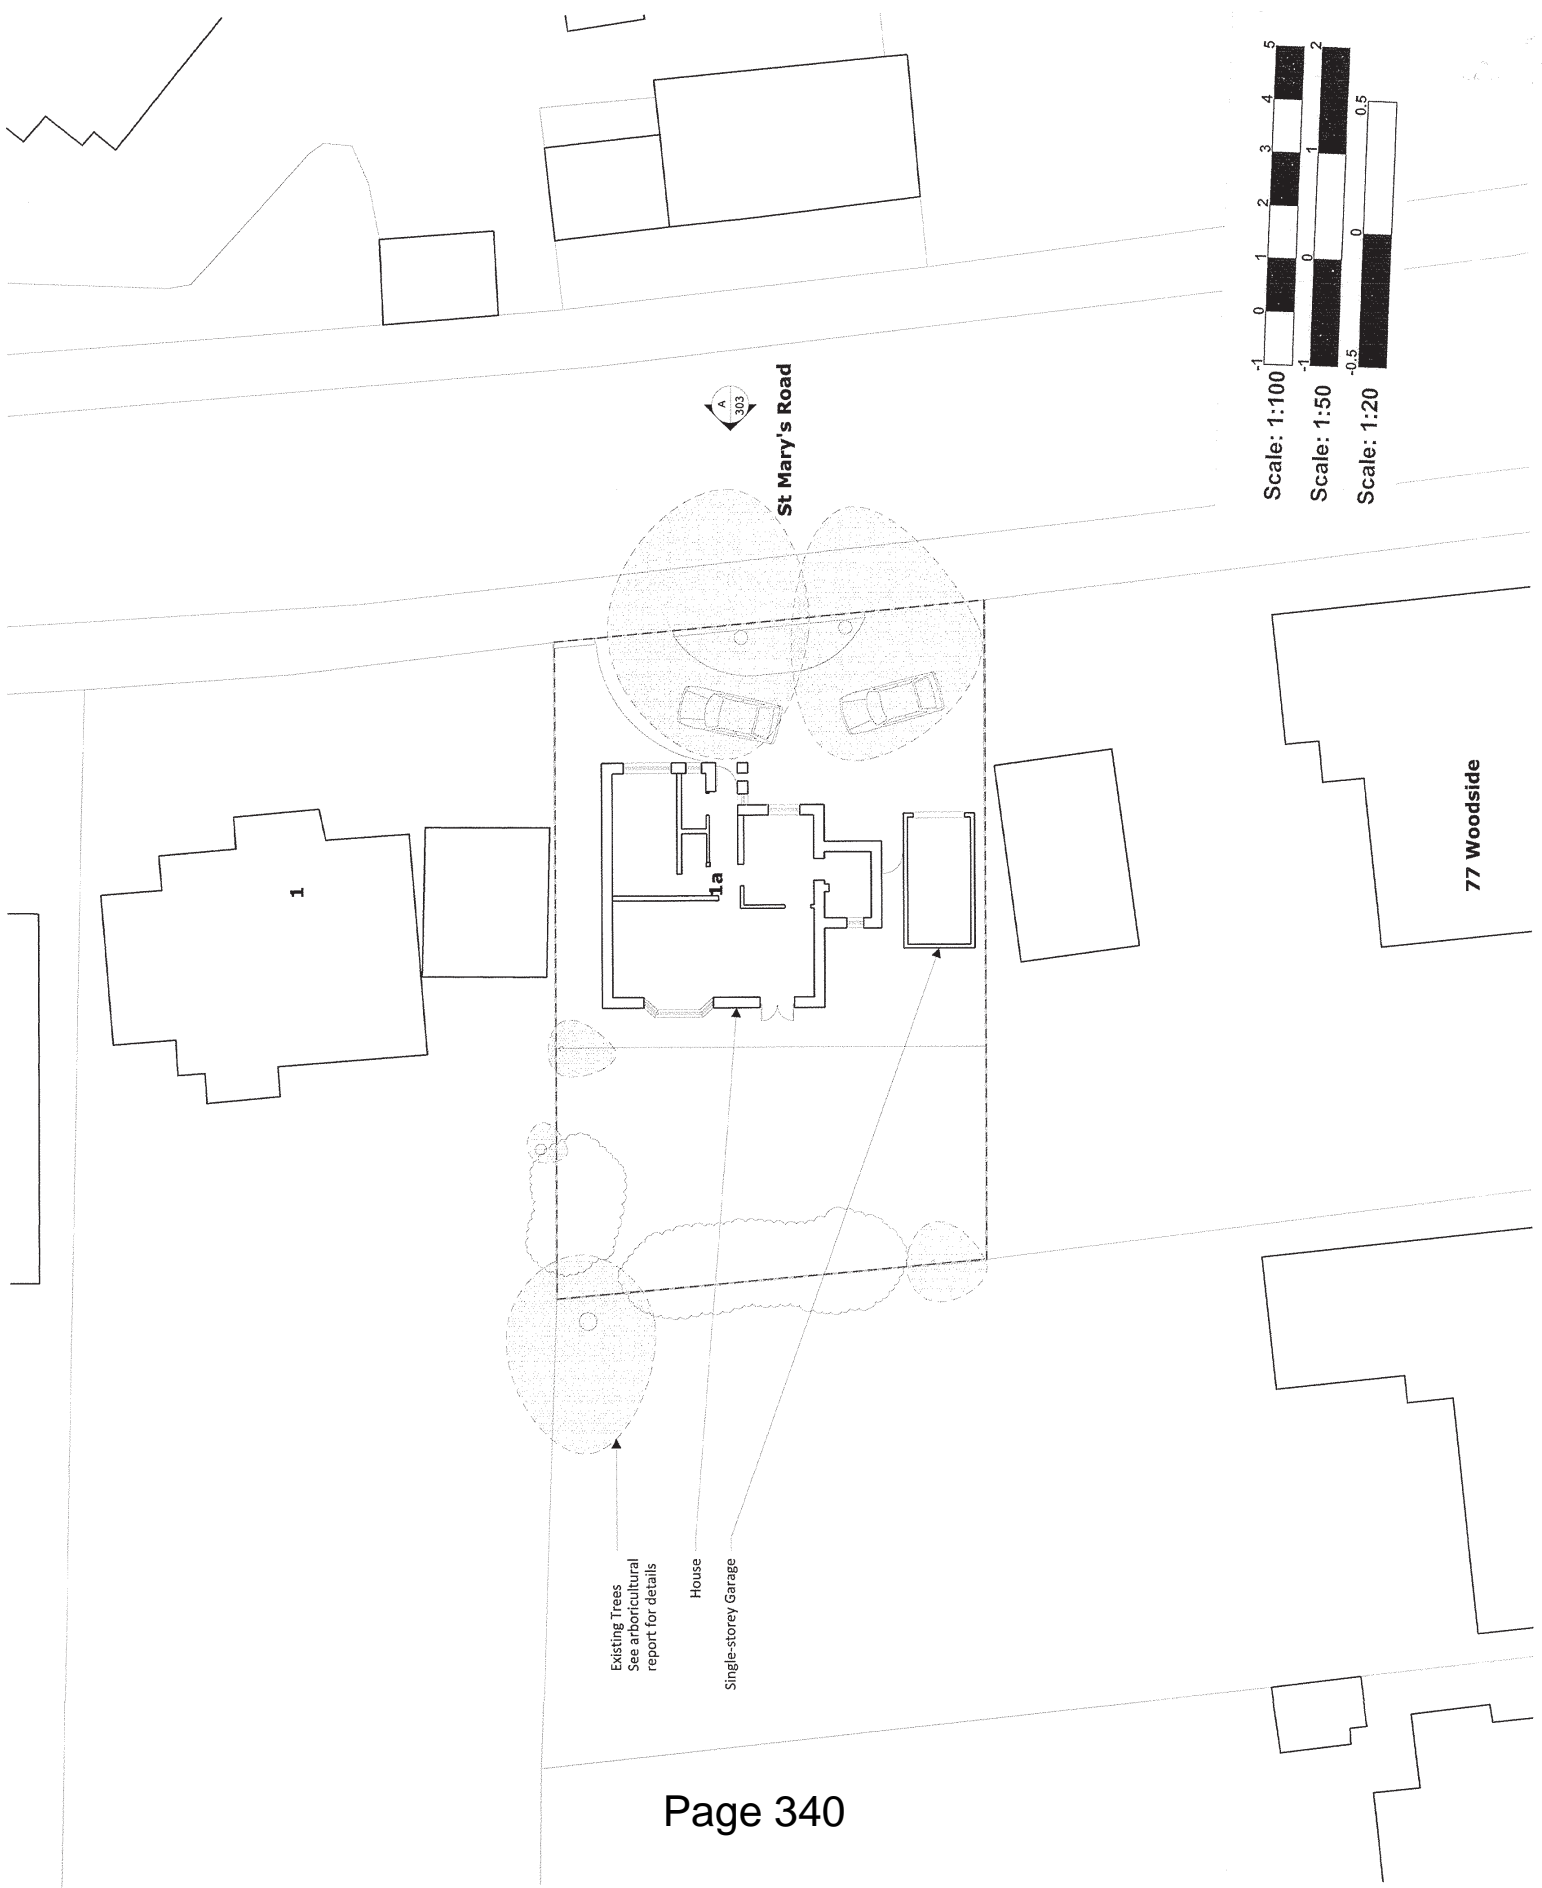 1
1a
St Mary's Road
A
303
77 Woodside
Existing Trees
See arboricultural
report for details
House
Single-storey Garage
Scale: 1:100
-1 0 1 2 3 4 5
Scale: 1:50
-1 0 1 2
Scale: 1:20
-0.5 0 0.5
Page 340